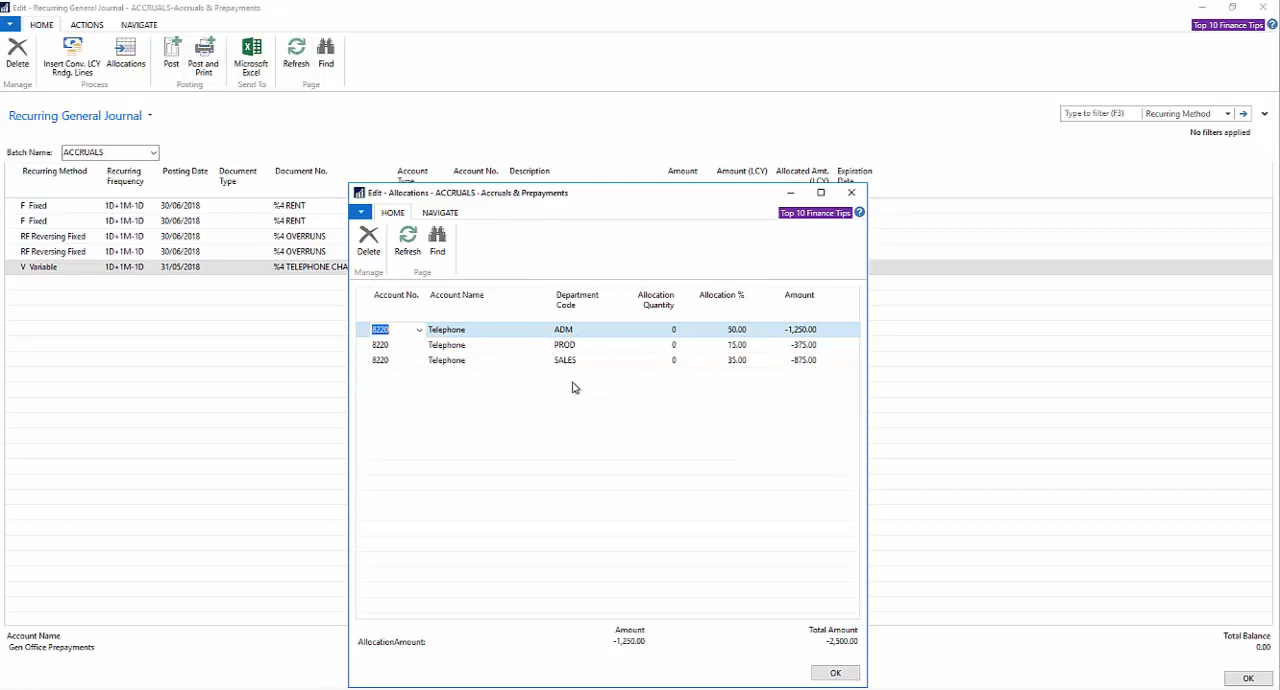 Edit - Recurring General Journal - ACCRUALS-Accruals & Prepayments
HOME ACTIONS NAVIGATE
Top 10 Finance Tips
Delete
Insert Conv. LCY Rndg. Lines
Allocations
Post
Post and Print
Microsoft Excel
Refresh
Find
Manage Process Posting Send To Page
Recurring General Journal
Type to filter (F3) Recurring Method
No filters applied
Batch Name: ACCRUALS
Recurring Method Recurring Frequency Posting Date Document Type Document No. Account Type Account No. Description Amount Amount (LCY) Allocated Amt. (LCY) Expiration Date
F Fixed 1D+1M-1D 30/06/2018 %4 RENT
F Fixed 1D+1M-1D 30/06/2018 %4 RENT
RF Reversing Fixed 1D+1M-1D 30/06/2018 %4 OVERRUNS
RF Reversing Fixed 1D+1M-1D 30/06/2018 %4 OVERRUNS
V Variable 1D+1M-1D 31/05/2018 %4 TELEPHONE CHA
Edit - Allocations - ACCRUALS - Accruals & Prepayments
HOME NAVIGATE
Top 10 Finance Tips
Delete Refresh Find
Manage Page
Account No. Account Name Department Code Allocation Quantity Allocation % Amount
8220 Telephone ADM 0 50.00 -1,250.00
8220 Telephone PROD 0 15.00 -375.00
8220 Telephone SALES 0 35.00 -875.00
Amount Total Amount
AllocationAmount: -1,250.00 -2,500.00
OK
Account Name
Gen Office Prepayments
Total Balance
0.00
OK